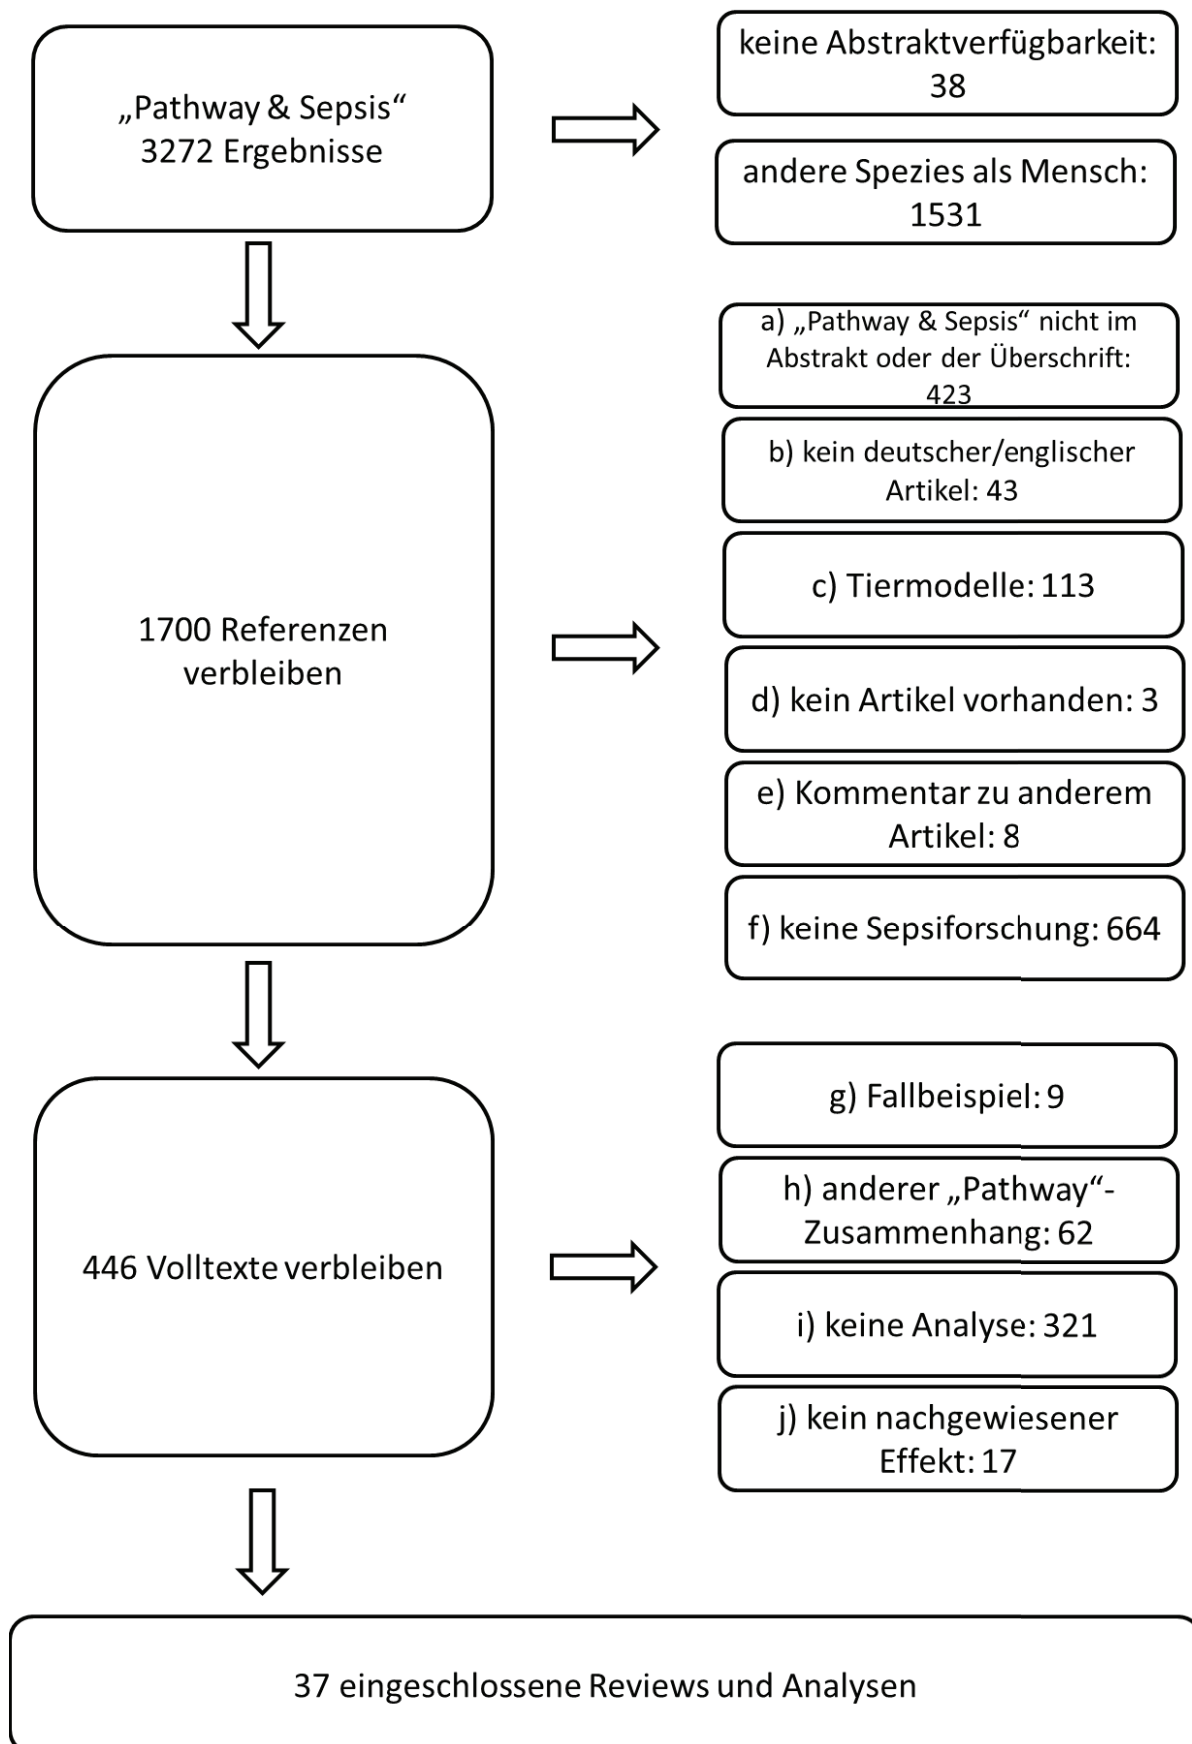 „Pathway & Sepsis“
3272 Ergebnisse
keine Abstraktverfügbarkeit:
38
andere Spezies als Mensch:
1531
1700 Referenzen
verbleiben
a) „Pathway & Sepsis“ nicht im
Abstrakt oder der Überschrift:
423
b) kein deutscher/englischer
Artikel: 43
c) Tiermodelle: 113
d) kein Artikel vorhanden: 3
e) Kommentar zu anderem
Artikel: 8
f) keine Sepsiforschung: 664
446 Volltexte verbleiben
g) Fallbeispiel: 9
h) anderer „Pathway“-
Zusammenhang: 62
i) keine Analyse: 321
j) kein nachgewiesener
Effekt: 17
37 eingeschlossene Reviews und Analysen